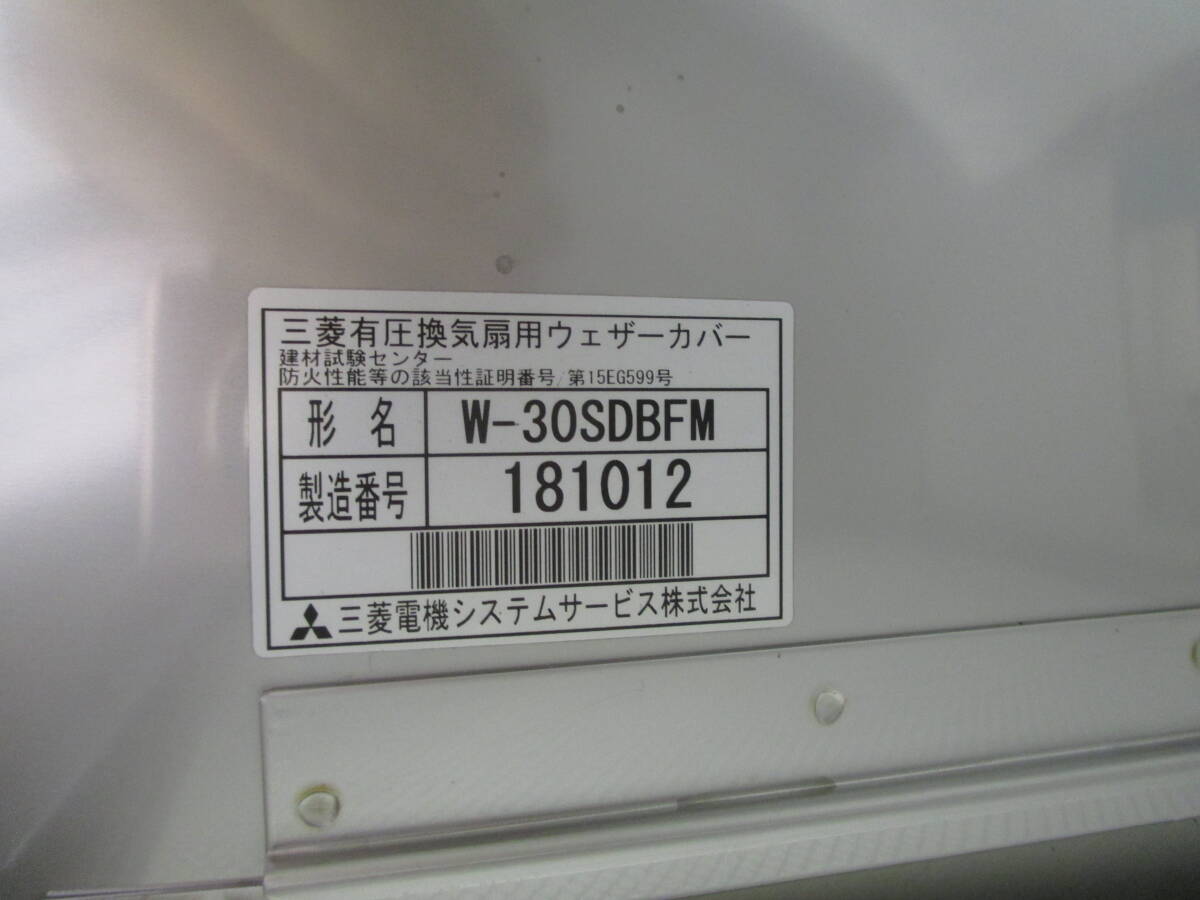 三菱有圧換気扇用ウェザーカバー
建材試験センター
防火性能等の該当性証明番号/第15EG599号
形 名 W-30SDBFM
製造番号 181012
三菱電機システムサービス株式会社